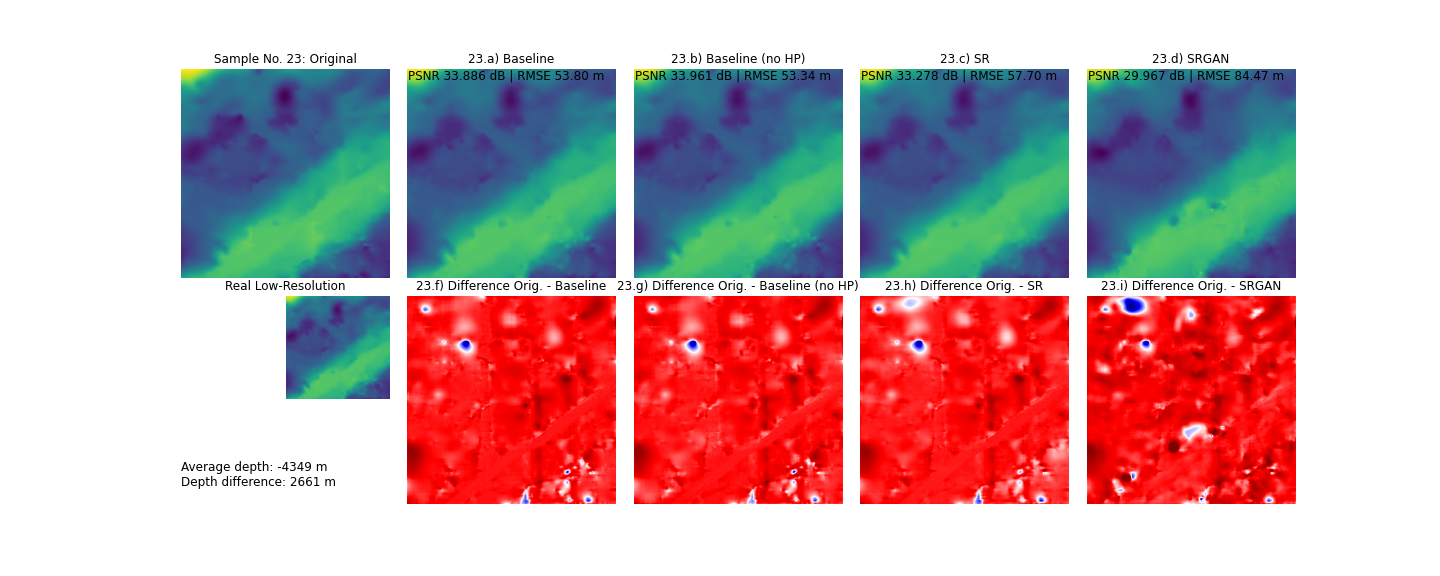 Sample No. 23: Original
23.a) Baseline
23.b) Baseline (no HP)
23.c) SR
23.d) SRGAN
PSNR 33.886 dB | RMSE 53.80 m
PSNR 33.961 dB | RMSE 53.34 m
PSNR 33.278 dB | RMSE 57.70 m
PSNR 29.967 dB | RMSE 84.47 m
Real Low-Resolution
23.f) Difference Orig. - Baseline
23.g) Difference Orig. - Baseline (no HP)
23.h) Difference Orig. - SR
23.i) Difference Orig. - SRGAN
Average depth: -4349 m
Depth difference: 2661 m